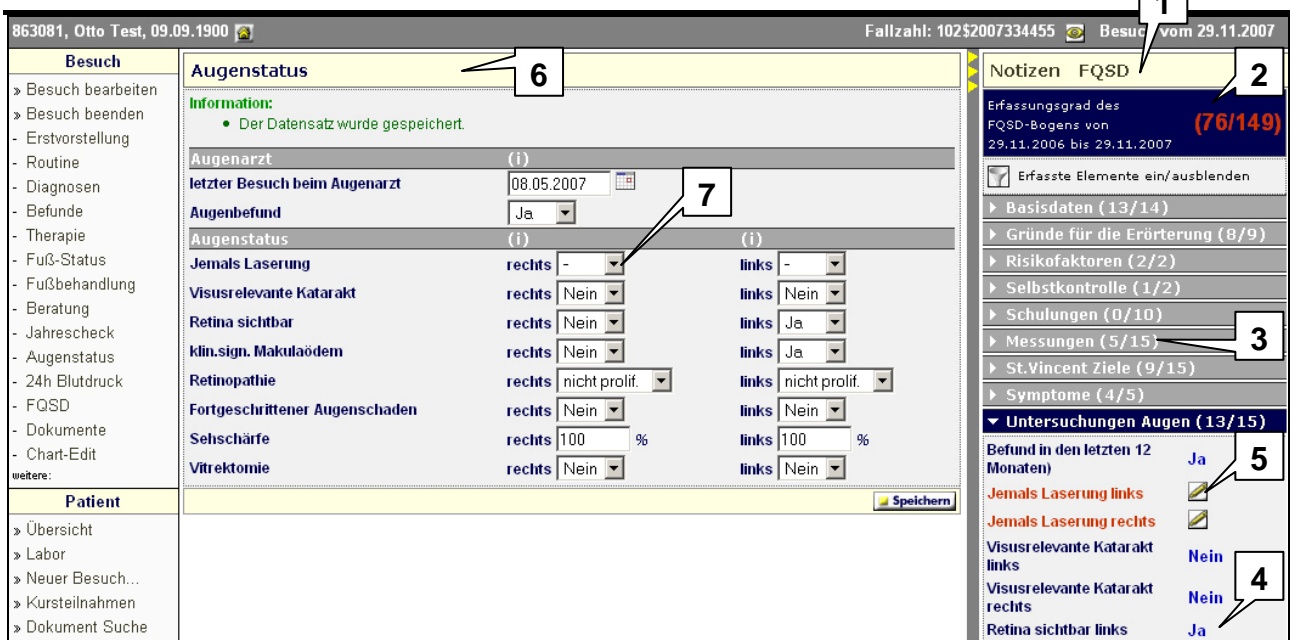 1
863081, Otto Test, 09.09.1900
Fallzahl: 102$2007334455 Besuch vom 29.11.2007
Besuch
» Besuch bearbeiten
» Besuch beenden
- Erstvorstellung
- Routine
- Diagnosen
- Befunde
- Therapie
- Fuß-Status
- Fußbehandlung
- Beratung
- Jahrescheck
- Augenstatus
- 24h Blutdruck
- FQSD
- Dokumente
- Chart-Edit
weitere:
Patient
» Übersicht
» Labor
» Neuer Besuch...
» Kursteilnahmen
» Dokument Suche
Augenstatus
6
Information:
• Der Datensatz wurde gespeichert.
Augenarzt (i)
letzter Besuch beim Augenarzt 08.05.2007
Augenbefund Ja
7
Augenstatus (i) (i)
Jemals Laserung rechts - links -
Visusrelevante Katarakt rechts Nein links Nein
Retina sichtbar rechts Nein links Ja
klin.sign. Makulaödem rechts Nein links Ja
Retinopathie rechts nicht prolif. links nicht prolif.
Fortgeschrittener Augenschaden rechts Nein links Nein
Sehschärfe rechts 100 % links 100 %
Vitrektomie rechts Nein links Nein
Speichern
Notizen FQSD
2
Erfassungsgrad des
FQSD-Bogens von
29.11.2006 bis 29.11.2007
(76/149)
Erfasste Elemente ein/ausblenden
Basisdaten (13/14)
Gründe für die Erörterung (8/9)
Risikofaktoren (2/2)
Selbstkontrolle (1/2)
Schulungen (0/10)
Messungen (5/15)
3
St.Vincent Ziele (9/15)
Symptome (4/5)
Untersuchungen Augen (13/15)
Befund in den letzten 12
Monaten) Ja
5
Jemals Laserung links
Jemals Laserung rechts
Visusrelevante Katarakt
links Nein
Visusrelevante Katarakt
rechts Nein
4
Retina sichtbar links Ja